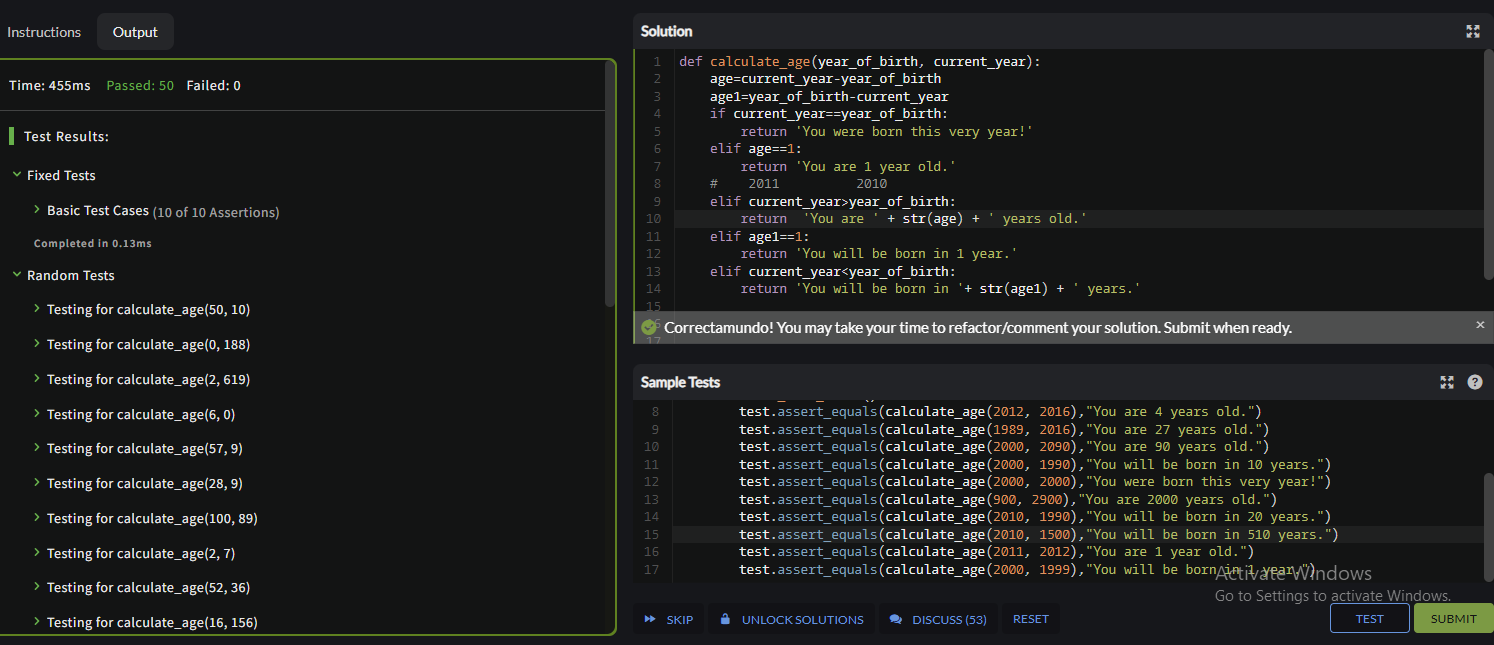 Instructions
Output
Time: 455ms Passed: 50 Failed: 0
Test Results:
Fixed Tests
Basic Test Cases (10 of 10 Assertions)
Completed in 0.13ms
Random Tests
Testing for calculate_age(50, 10)
Testing for calculate_age(0, 188)
Testing for calculate_age(2, 619)
Testing for calculate_age(6, 0)
Testing for calculate_age(57, 9)
Testing for calculate_age(28, 9)
Testing for calculate_age(100, 89)
Testing for calculate_age(2, 7)
Testing for calculate_age(52, 36)
Testing for calculate_age(16, 156)
Solution
1 def calculate_age(year_of_birth, current_year):
2 age=current_year-year_of_birth
3 age1=year_of_birth-current_year
4 if current_year==year_of_birth:
5 return 'You were born this very year!'
6 elif age==1:
7 return 'You are 1 year old.'
8 # 2011 2010
9 elif current_year>year_of_birth:
10 return 'You are ' + str(age) + ' years old.'
11 elif age1==1:
12 return 'You will be born in 1 year.'
13 elif current_year<year_of_birth:
14 return 'You will be born in '+ str(age1) + ' years.'
15
Correctamundo! You may take your time to refactor/comment your solution. Submit when ready. ×
17
Sample Tests ?
8 test.assert_equals(calculate_age(2012, 2016),"You are 4 years old.")
9 test.assert_equals(calculate_age(1989, 2016),"You are 27 years old.")
10 test.assert_equals(calculate_age(2000, 2090),"You are 90 years old.")
11 test.assert_equals(calculate_age(2000, 1990),"You will be born in 10 years.")
12 test.assert_equals(calculate_age(2000, 2000),"You were born this very year!")
13 test.assert_equals(calculate_age(900, 2900),"You are 2000 years old.")
14 test.assert_equals(calculate_age(2010, 1990),"You will be born in 20 years.")
15 test.assert_equals(calculate_age(2010, 1500),"You will be born in 510 years.")
16 test.assert_equals(calculate_age(2011, 2012),"You are 1 year old.")
17 test.assert_equals(calculate_age(2000, 1999),"You will be born in 1 year.")
Activate Windows
Go to Settings to activate Windows.
SKIP
UNLOCK SOLUTIONS
DISCUSS (53)
RESET
TEST
SUBMIT